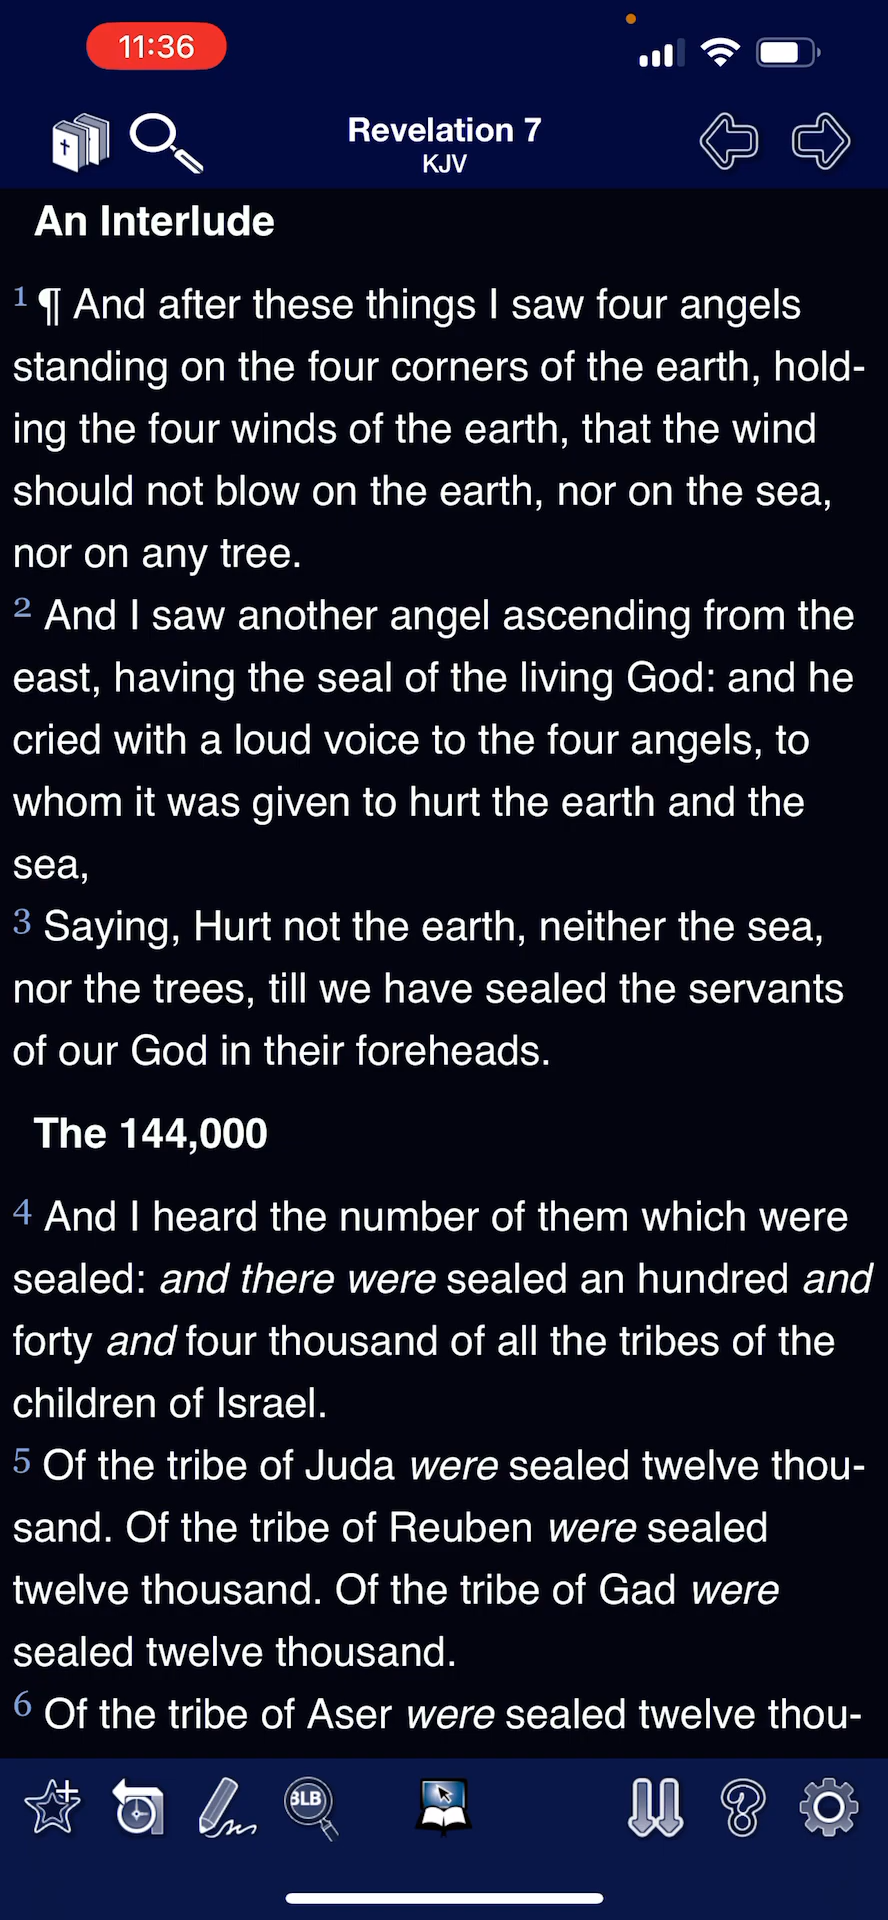 11:36
Revelation 7
KJV
An Interlude
1 ¶ And after these things I saw four angels
standing on the four corners of the earth, hold-
ing the four winds of the earth, that the wind
should not blow on the earth, nor on the sea,
nor on any tree.
2 And I saw another angel ascending from the
east, having the seal of the living God: and he
cried with a loud voice to the four angels, to
whom it was given to hurt the earth and the
sea,
3 Saying, Hurt not the earth, neither the sea,
nor the trees, till we have sealed the servants
of our God in their foreheads.
The 144,000
4 And I heard the number of them which were
sealed: and there were sealed an hundred and
forty and four thousand of all the tribes of the
children of Israel.
5 Of the tribe of Juda were sealed twelve thou-
sand. Of the tribe of Reuben were sealed
twelve thousand. Of the tribe of Gad were
sealed twelve thousand.
6 Of the tribe of Aser were sealed twelve thou-
BLB